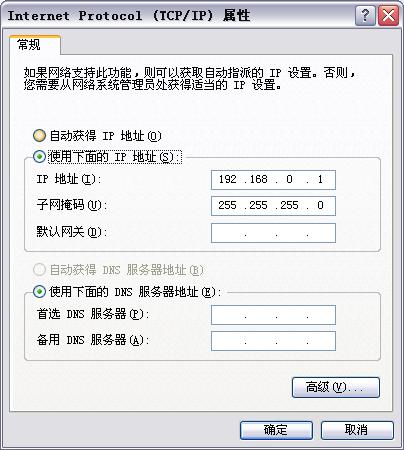 Internet Protocol (TCP/IP) 属性
常规
如果网络支持此功能，则可以获取自动指派的 IP 设置。否则，
您需要从网络系统管理员处获得适当的 IP 设置。
自动获得 IP 地址(O)
使用下面的 IP 地址(S):
IP 地址(I): 192 .168 . 0 . 1
子网掩码(U): 255 .255 .255 . 0
默认网关(D): . . .
自动获得 DNS 服务器地址(B)
使用下面的 DNS 服务器地址(E):
首选 DNS 服务器(P): . . .
备用 DNS 服务器(A): . . .
高级(V)...
确定 取消